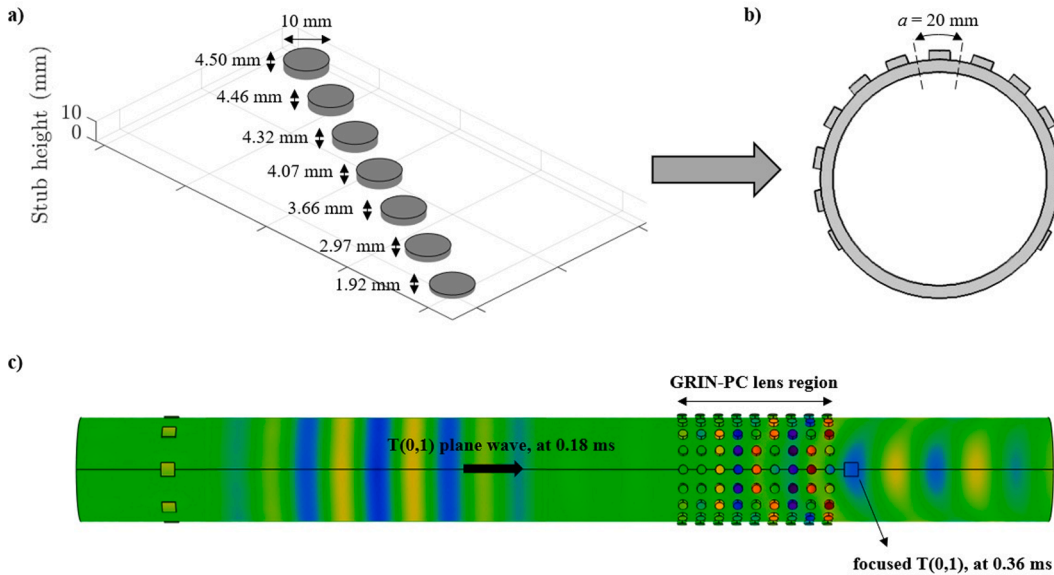 a)
10 mm
4.50 mm
4.46 mm
4.32 mm
4.07 mm
3.66 mm
2.97 mm
1.92 mm
Stub height (mm)
10
0
b)
a = 20 mm
c)
GRIN-PC lens region
T(0,1) plane wave, at 0.18 ms
focused T(0,1), at 0.36 ms